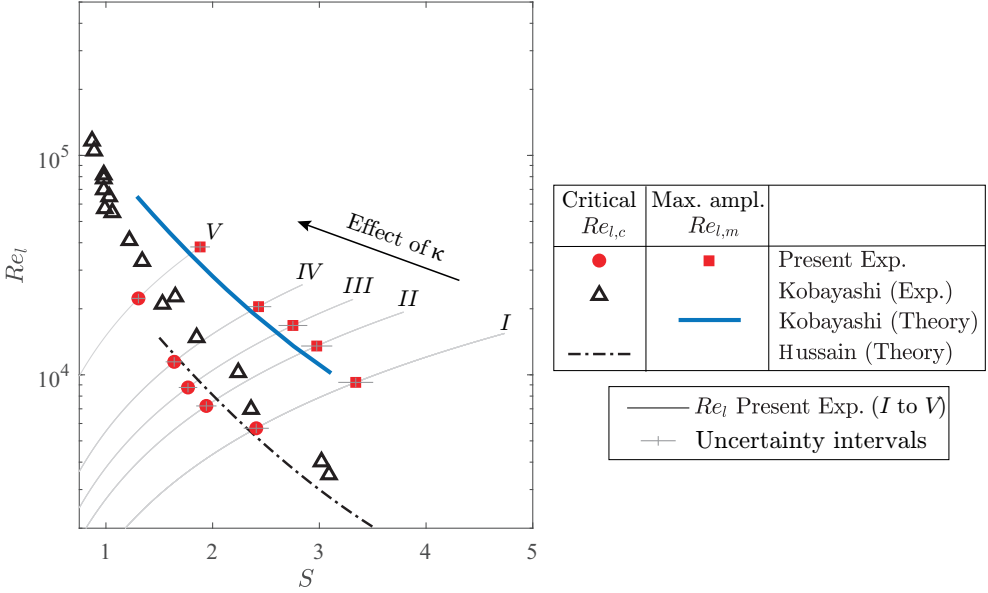 10^5
10^4
Re_l
1
2
3
4
5
S
V
IV
III
II
I
Effect of κ
Critical Max. ampl.
Re_{l,c} Re_{l,m}
Present Exp.
Kobayashi (Exp.)
Kobayashi (Theory)
Hussain (Theory)
Re_l Present Exp. (I to V)
Uncertainty intervals